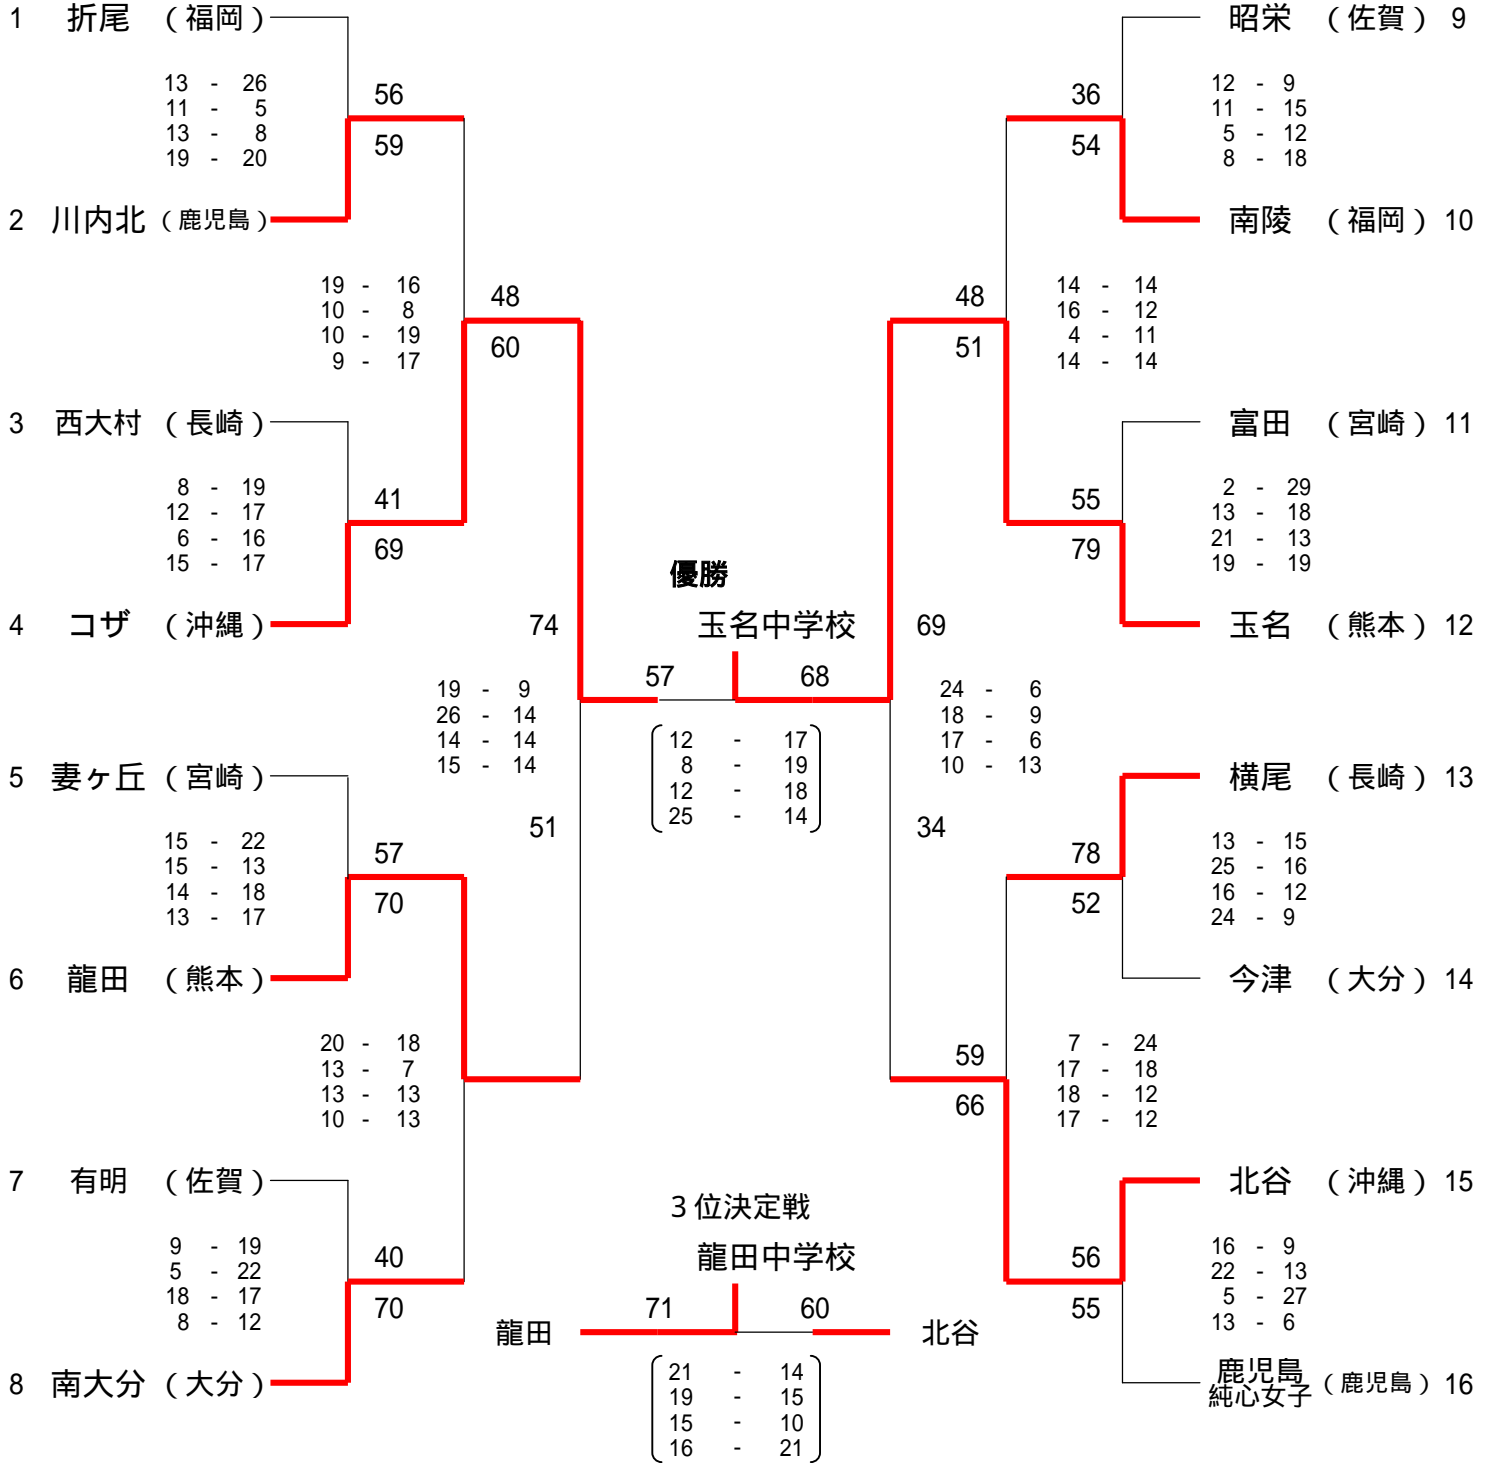 1 折尾 （福岡）
13 - 26
11 - 5
13 - 8
19 - 20
56
59
2 川内北 （鹿児島）
19 - 16
10 - 8
10 - 19
9 - 17
48
60
3 西大村 （長崎）
8 - 19
12 - 17
6 - 16
15 - 17
41
69
4 コザ （沖縄）
74
19 - 9
26 - 14
14 - 14
15 - 14
51
5 妻ヶ丘 （宮崎）
15 - 22
15 - 13
14 - 18
13 - 17
57
70
6 龍田 （熊本）
20 - 18
13 - 7
13 - 13
10 - 13
7 有明 （佐賀）
9 - 19
5 - 22
18 - 17
8 - 12
40
70
8 南大分 （大分）
優勝
玉名中学校
57 68
12 - 17
8 - 19
12 - 18
25 - 14
3位決定戦
龍田中学校
71 60
龍田 北谷
21 - 14
19 - 15
15 - 10
16 - 21
昭栄 （佐賀） 9
36
54
12 - 9
11 - 15
5 - 12
8 - 18
南陵 （福岡） 10
48
51
14 - 14
16 - 12
4 - 11
14 - 14
富田 （宮崎） 11
55
79
2 - 29
13 - 18
21 - 13
19 - 19
玉名 （熊本） 12
69
24 - 6
18 - 9
17 - 6
10 - 13
34
横尾 （長崎） 13
78
52
13 - 15
25 - 16
16 - 12
24 - 9
今津 （大分） 14
59
66
7 - 24
17 - 18
18 - 12
17 - 12
北谷 （沖縄） 15
56
55
16 - 9
22 - 13
5 - 27
13 - 6
鹿児島
純心女子 （鹿児島） 16